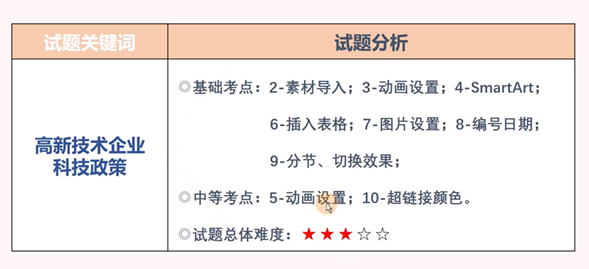 试题关键词 试题分析
高新技术企业
科技政策
◎基础考点：2-素材导入；3-动画设置；4-SmartArt；
6-插入表格；7-图片设置；8-编号日期；
9-分节、切换效果；
◎中等考点：5-动画设置；10-超链接颜色。
◎试题总体难度：★★★☆☆